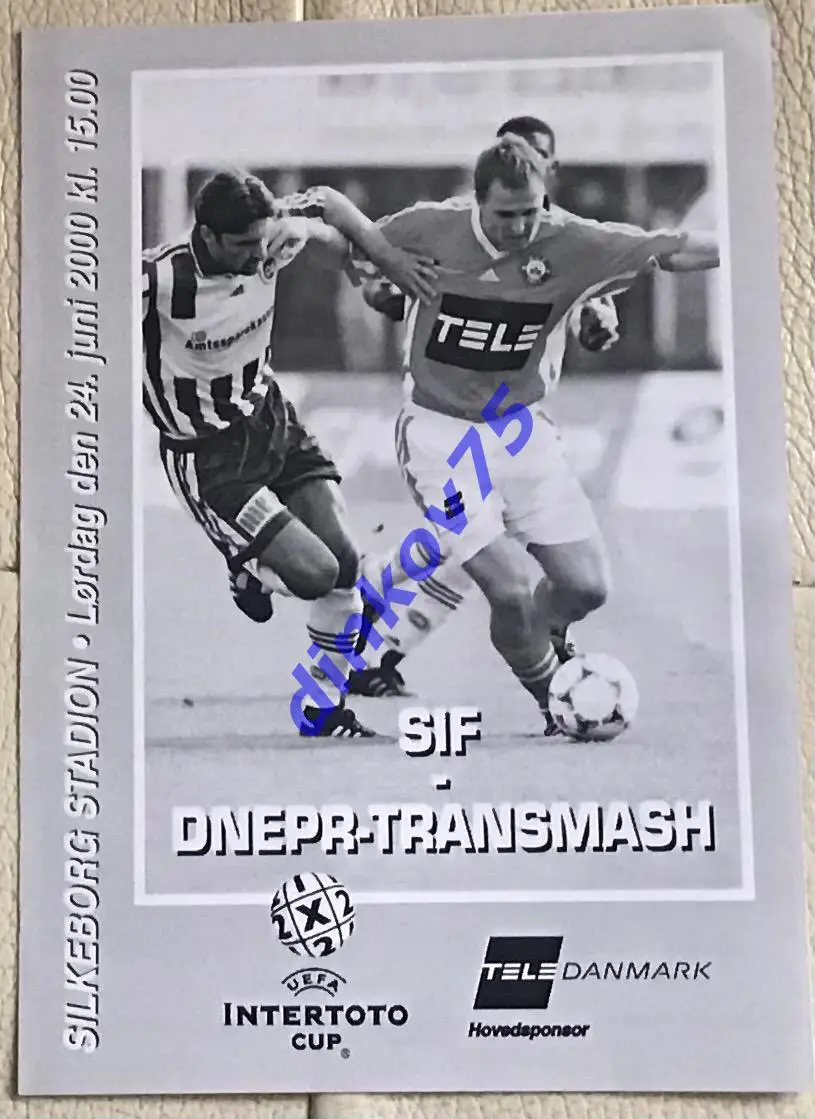 SILKEBORG STADION • Lørdag den 24. juni 2000 kl. 15.00
Amtssparekassen
TELE
dinkov75
SIF
-
DNEPR-TRANSMASH
1
2 X 2
2
UEFA
INTERTOTO
CUP®
TELE DANMARK
Hovedsponsor